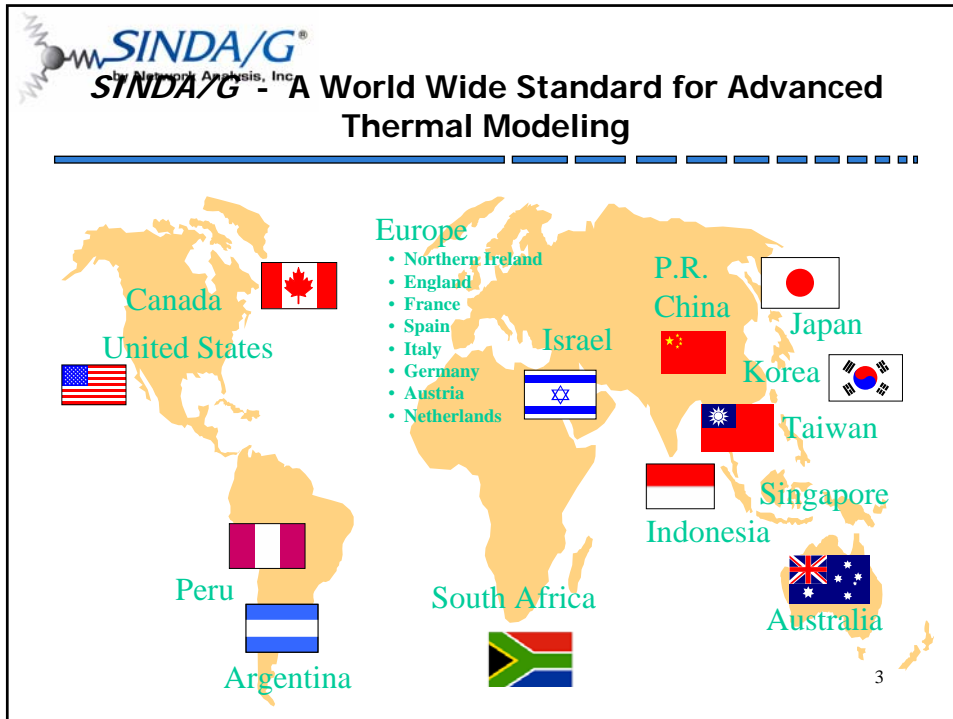 SINDA/G®
by Network Analysis, Inc.
SINDA/G - A World Wide Standard for Advanced
Thermal Modeling
Europe
• Northern Ireland
• England
• France
• Spain
• Italy
• Germany
• Austria
• Netherlands
Canada
United States
Israel
P.R.
China
Japan
Korea
Taiwan
Singapore
Indonesia
Peru
South Africa
Australia
Argentina
3